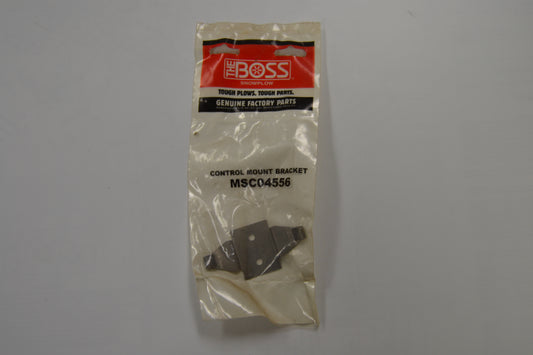 THE BOSS
SNOWPLOW
TOUGH PLOWS. TOUGH PARTS.
GENUINE FACTORY PARTS
CONTROL MOUNT BRACKET
MSC04556